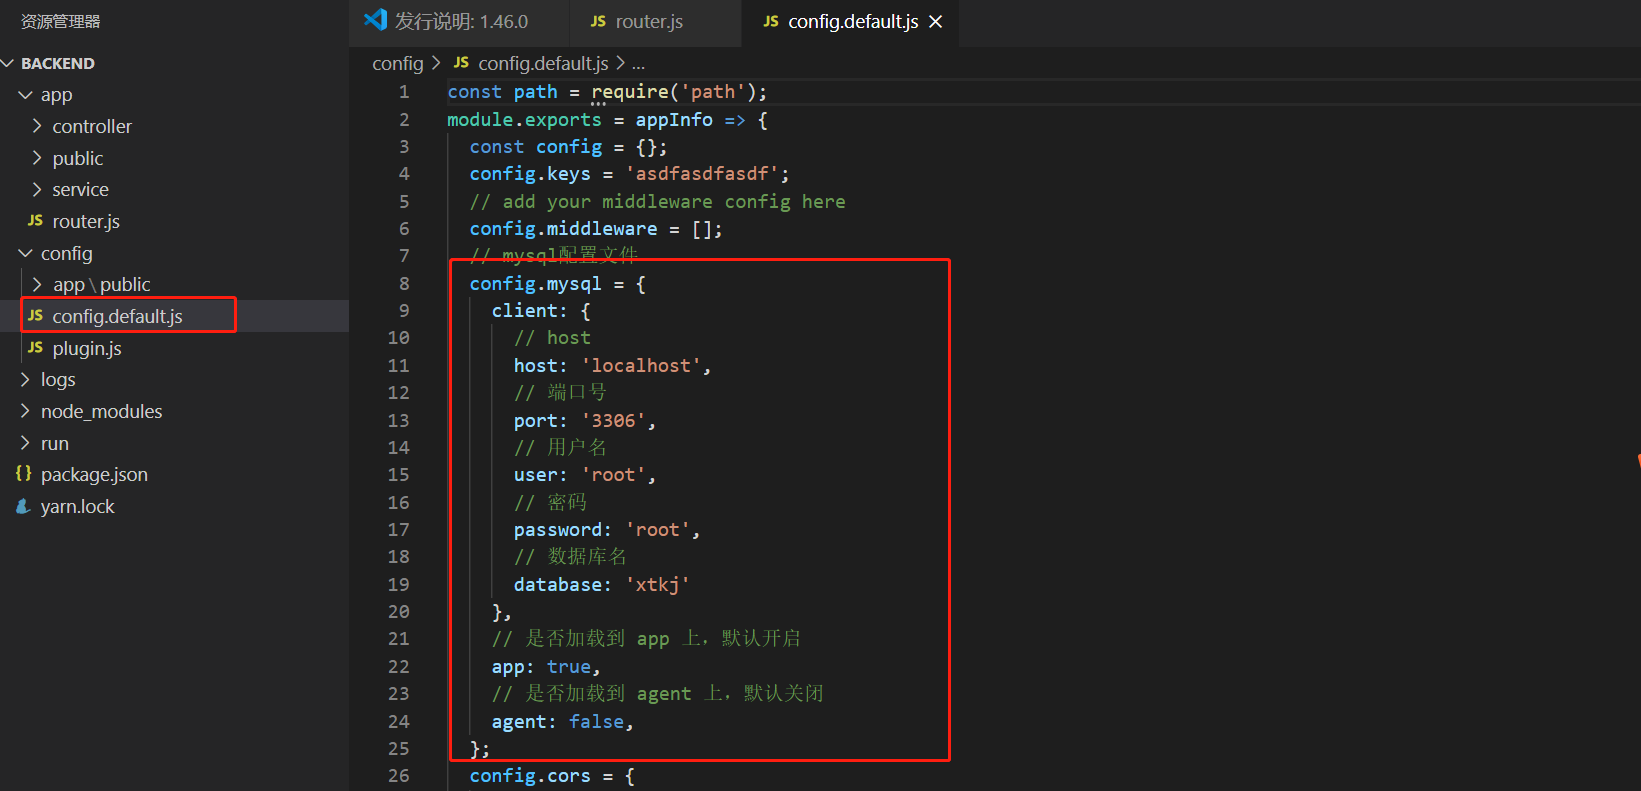 资源管理器
BACKEND
app
controller
public
service
JS router.js
config
app\public
JS config.default.js
JS plugin.js
logs
node_modules
run
{} package.json
yarn.lock
发行说明: 1.46.0
JS router.js
JS config.default.js ×
config > JS config.default.js > ...
1 const path = require('path');
2 module.exports = appInfo => {
3 const config = {};
4 config.keys = 'asdfasdfasdf';
5 // add your middleware config here
6 config.middleware = [];
7 // mysql配置文件
8 config.mysql = {
9 client: {
10 // host
11 host: 'localhost',
12 // 端口号
13 port: '3306',
14 // 用户名
15 user: 'root',
16 // 密码
17 password: 'root',
18 // 数据库名
19 database: 'xtkj'
20 },
21 // 是否加载到 app 上，默认开启
22 app: true,
23 // 是否加载到 agent 上，默认关闭
24 agent: false,
25 };
26 config.cors = {